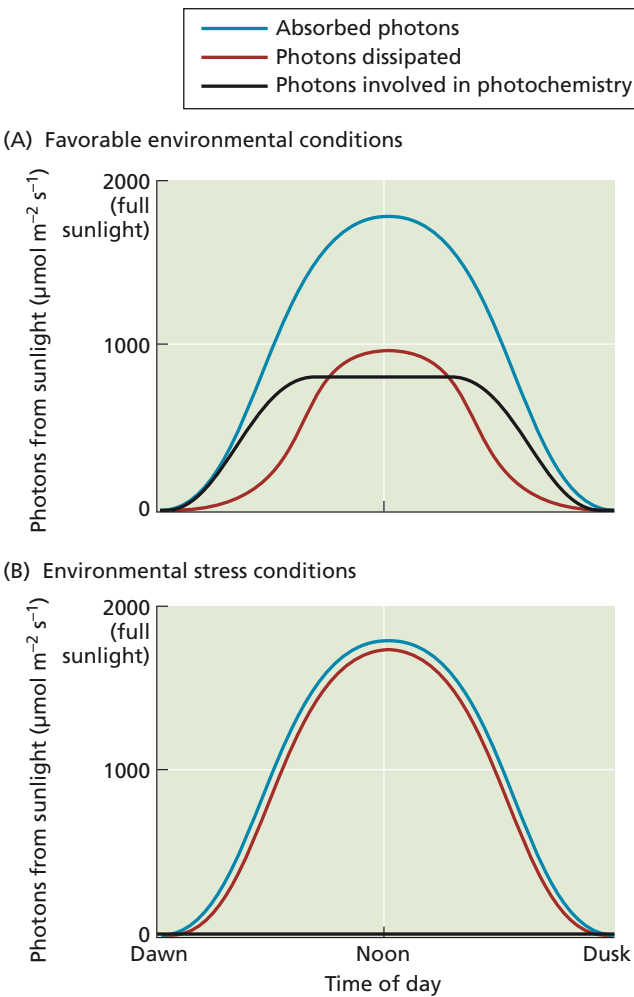 Absorbed photons
Photons dissipated
Photons involved in photochemistry
(A) Favorable environmental conditions
Photons from sunlight (µmol m⁻² s⁻¹)
2000
(full
sunlight)
1000
0
(B) Environmental stress conditions
Photons from sunlight (µmol m⁻² s⁻¹)
2000
(full
sunlight)
1000
0
Dawn Noon Dusk
Time of day